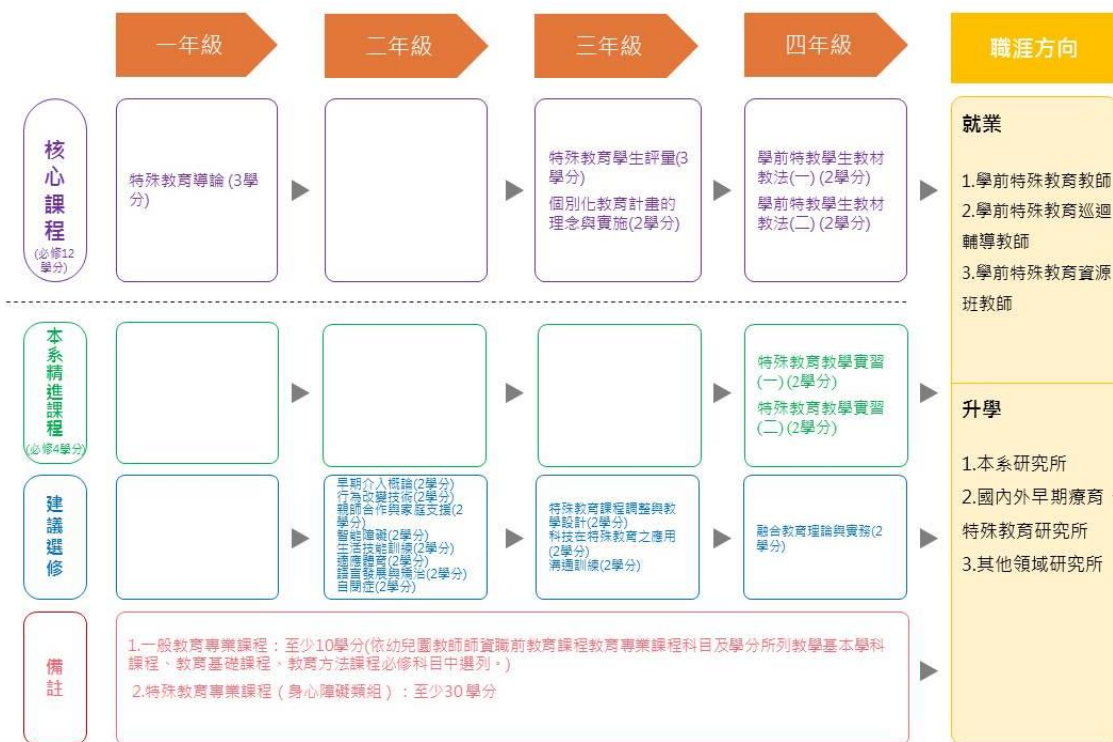 一年級
二年級
三年級
四年級
職涯方向
核心課程
(必修12
學分)
特殊教育導論 (3學
分)
特殊教育學生評量(3
學分)
個別化教育計畫的
理念與實施(2學分)
學前特教學生教材
教法(一) (2學分)
學前特教學生教材
教法(二) (2學分)
就業
1.學前特殊教育教師
2.學前特殊教育巡迴
輔導教師
3.學前特殊教育資源
班教師
本系精進課程
(必修4學分)
特殊教育教學實習
(一) (2學分)
特殊教育教學實習
(二) (2學分)
建議選修
早期介入概論(2學分)
行為改變技術(2學分)
親師合作與家庭支援(2
學分)
智能障礙(2學分)
生活技能訓練(2學分)
適應體育(2學分)
語言發展與矯治(2學分)
自閉症(2學分)
特殊教育課程調整與教
學設計(2學分)
科技在特殊教育之應用
(2學分)
溝通訓練(2學分)
融合教育理論與實務(2
學分)
升學
1.本系研究所
2.國內外早期療育、
特殊教育研究所
3.其他領域研究所
備註
1.一般教育專業課程：至少10學分(依幼兒園教師師資職前教育課程教育專業課程科目及學分所列教學基本學科
課程、教育基礎課程、教育方法課程必修科目中選列。)
2.特殊教育專業課程（身心障礙類組）：至少30學分